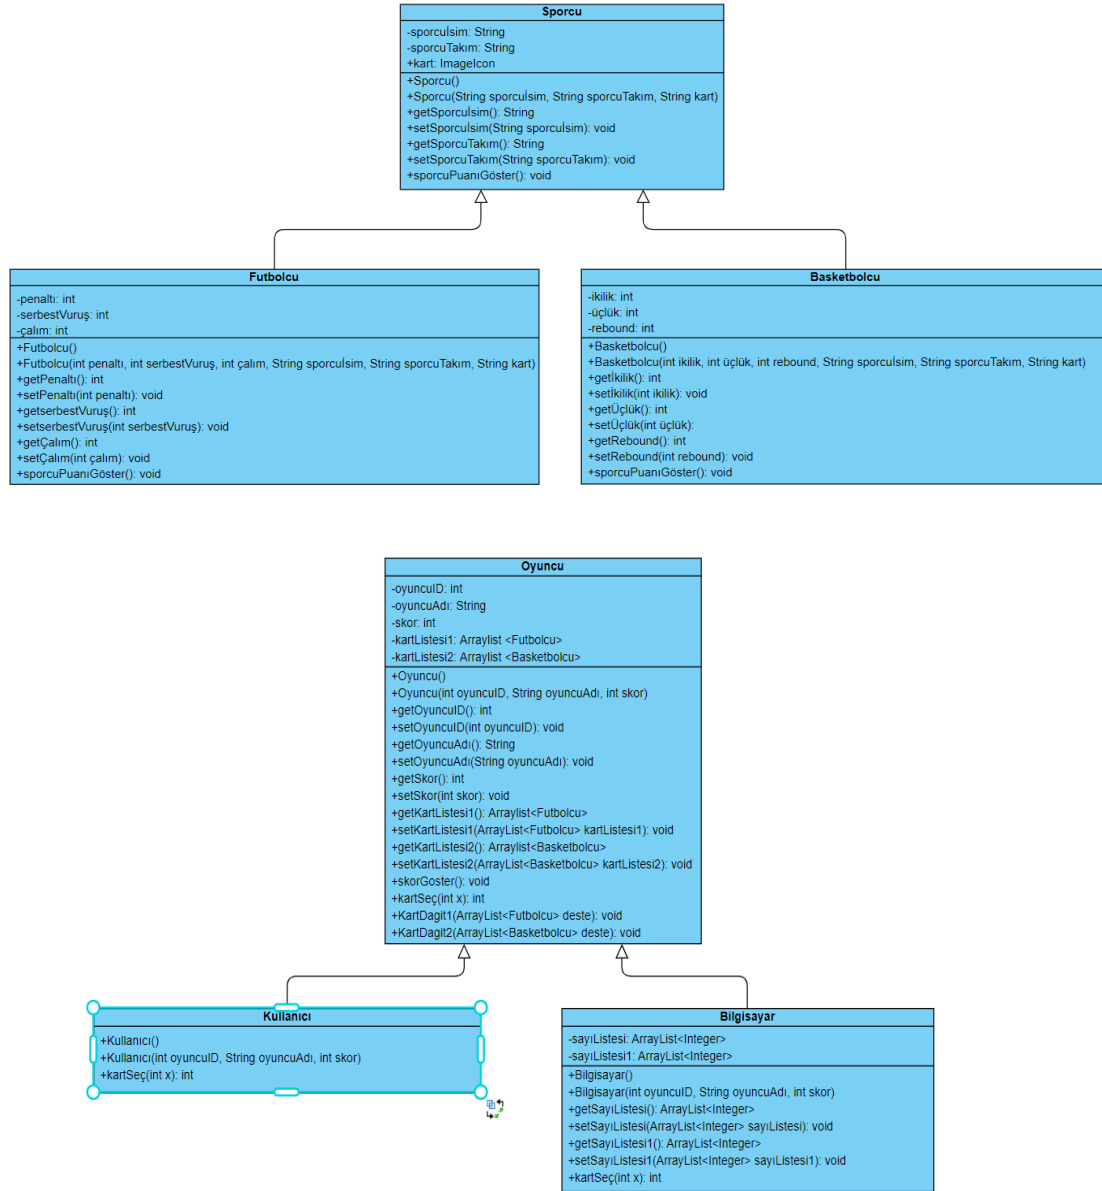 Sporcu
-sporcuİsim: String
-sporcuTakım: String
+kart: ImageIcon
+Sporcu()
+Sporcu(String sporcuİsim, String sporcuTakım, String kart)
+getSporcuİsim(): String
+setSporcuİsim(String sporcuİsim): void
+getSporcuTakım(): String
+setSporcuTakım(String sporcuTakım): void
+sporcuPuanıGöster(): void
Futbolcu
-penaltı: int
-serbestVuruş: int
-çalım: int
+Futbolcu()
+Futbolcu(int penaltı, int serbestVuruş, int çalım, String sporcuİsim, String sporcuTakım, String kart)
+getPenaltı(): int
+setPenaltı(int penaltı): void
+getserbestVuruş(): int
+setserbestVuruş(int serbestVuruş): void
+getÇalım(): int
+setÇalım(int çalım): void
+sporcuPuanıGöster(): void
Basketbolcu
-ikilik: int
-üçlük: int
-rebound: int
+Basketbolcu()
+Basketbolcu(int ikilik, int üçlük, int rebound, String sporcuİsim, String sporcuTakım, String kart)
+getİkilik(): int
+setİkilik(int ikilik): void
+getÜçlük(): int
+setÜçlük(int üçlük):
+getRebound(): int
+setRebound(int rebound): void
+sporcuPuanıGöster(): void
Oyuncu
-oyuncuID: int
-oyuncuAdı: String
-skor: int
-kartListesi1: Arraylist <Futbolcu>
-kartListesi2: Arraylist <Basketbolcu>
+Oyuncu()
+Oyuncu(int oyuncuID, String oyuncuAdı, int skor)
+getOyuncuID(): int
+setOyuncuID(int oyuncuID): void
+getOyuncuAdı(): String
+setOyuncuAdı(String oyuncuAdı): void
+getSkor(): int
+setSkor(int skor): void
+getKartListesi1(): Arraylist<Futbolcu>
+setKartListesi1(ArrayList<Futbolcu> kartListesi1): void
+getKartListesi2(): Arraylist<Basketbolcu>
+setKartListesi2(ArrayList<Basketbolcu> kartListesi2): void
+skorGoster(): void
+kartSeç(int x): int
+KartDagit1(ArrayList<Futbolcu> deste): void
+KartDagit2(ArrayList<Basketbolcu> deste): void
Kullanıcı
+Kullanıcı()
+Kullanıcı(int oyuncuID, String oyuncuAdı, int skor)
+kartSeç(int x): int
Bilgisayar
-sayıListesi: ArrayList<Integer>
-sayıListesi1: ArrayList<Integer>
+Bilgisayar()
+Bilgisayar(int oyuncuID, String oyuncuAdı, int skor)
+getSayıListesi(): ArrayList<Integer>
+setSayıListesi(ArrayList<Integer> sayıListesi): void
+getSayıListesi1(): ArrayList<Integer>
+setSayıListesi1(ArrayList<Integer> sayıListesi1): void
+kartSeç(int x): int